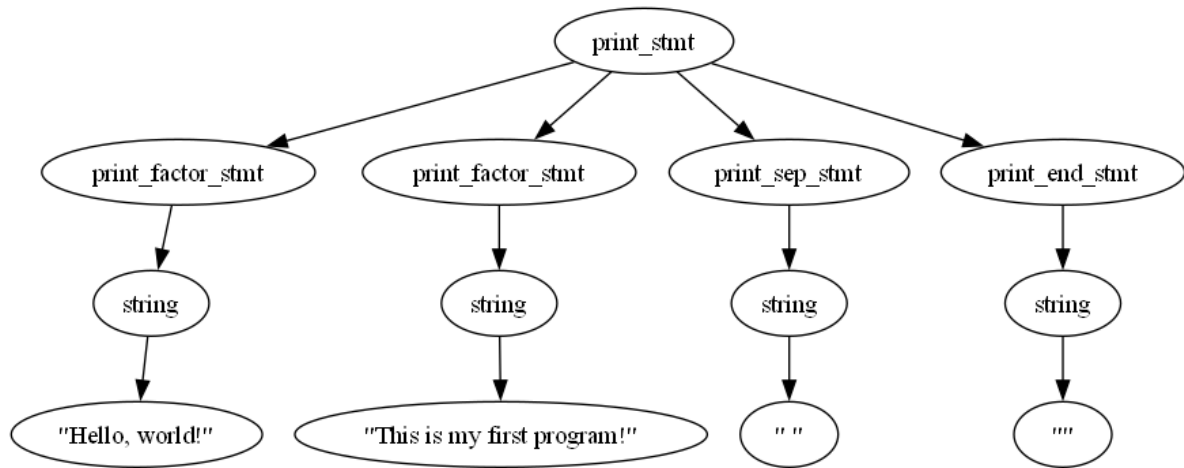 print_stmt
print_factor_stmt print_factor_stmt print_sep_stmt print_end_stmt
string string string string
"Hello, world!" "This is my first program!" " " ""